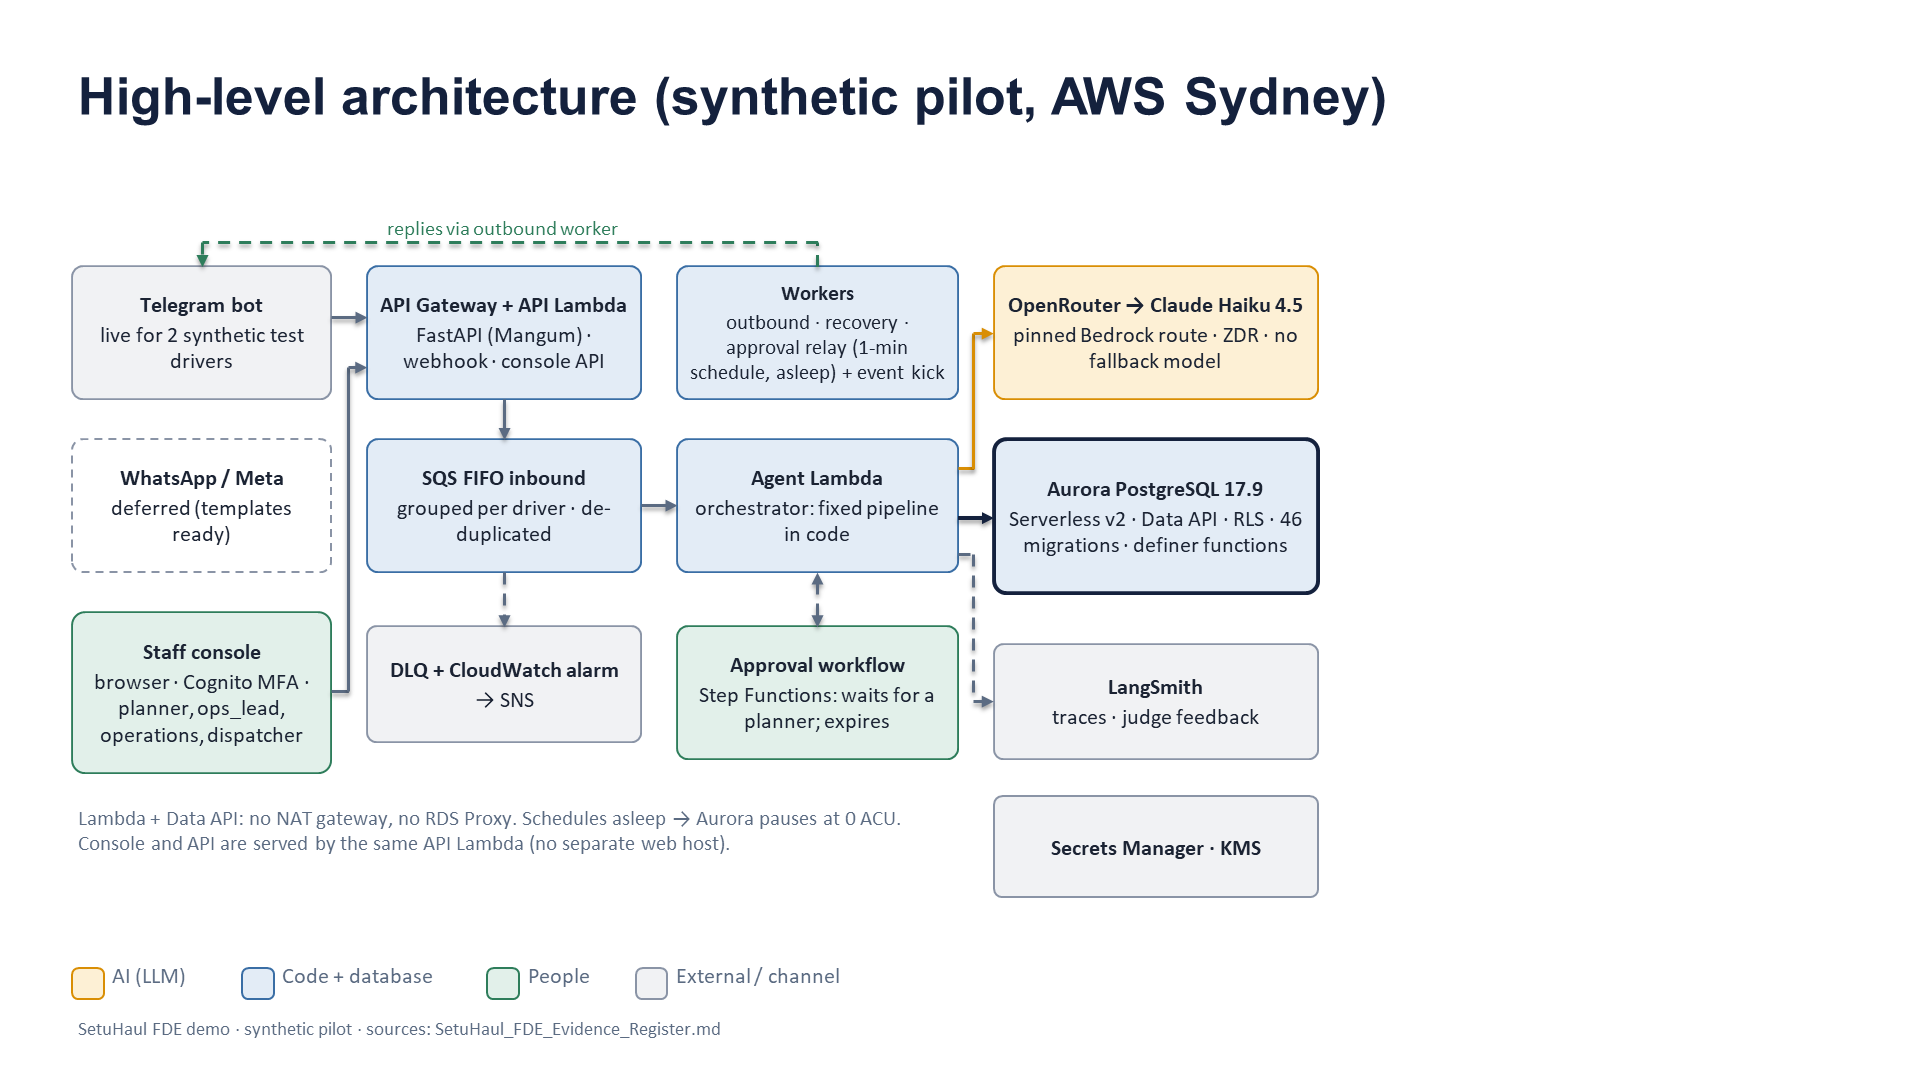 High-level architecture (synthetic pilot, AWS Sydney)
replies via outbound worker
Telegram bot
live for 2 synthetic test
drivers
API Gateway + API Lambda
FastAPI (Mangum) ·
webhook · console API
Workers
outbound · recovery ·
approval relay (1-min
schedule, asleep) + event kick
OpenRouter → Claude Haiku 4.5
pinned Bedrock route · ZDR · no
fallback model
WhatsApp / Meta
deferred (templates
ready)
SQS FIFO inbound
grouped per driver · de-
duplicated
Agent Lambda
orchestrator: fixed pipeline
in code
Aurora PostgreSQL 17.9
Serverless v2 · Data API · RLS · 46
migrations · definer functions
Staff console
browser · Cognito MFA ·
planner, ops_lead,
operations, dispatcher
DLQ + CloudWatch alarm
→ SNS
Approval workflow
Step Functions: waits for a
planner; expires
LangSmith
traces · judge feedback
Secrets Manager · KMS
Lambda + Data API: no NAT gateway, no RDS Proxy. Schedules asleep → Aurora pauses at 0 ACU.
Console and API are served by the same API Lambda (no separate web host).
AI (LLM)
Code + database
People
External / channel
SetuHaul FDE demo · synthetic pilot · sources: SetuHaul_FDE_Evidence_Register.md